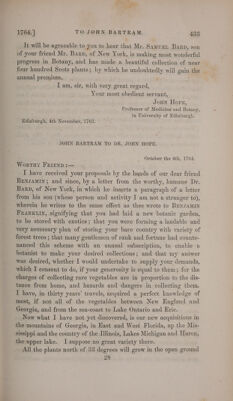 1764.] TO JOHN BARTRAM. 433
It will be agreeable to you to hear that Mr. SAMUEL BARD, son
of your friend Mr. BARD, of New York, is making most wonderful
progress in Botany, and has made a beautiful collection of near
four hundred Scots plants; by which he undoubtedly will gain the
annual premium.
I am, sir, with very great regard,
Your most obedient servant,
JOHN HOPE,
Professor of Medicine and Botany,
in University of Edinburgh.
Edinburgh, 4th November, 1763.
JOHN BARTRAM TO DR. JOHN HOPE.
October the 4th, 1764.
WORTHY FRIEND:—
I have received your proposals by the hands of our dear friend
BENJAMIN; and since, by a letter from the worthy, humane Dr.
BARD, of New York, in which he inserts a paragraph of a letter
from his son (whose person and activity I am not a stranger to),
wherein he writes to the same effect as thee wrote to BENJAMIN
FRANKLIN, signifying that you had laid a new botanic garden,
to be stored with exotics; that you were forming a laudable and
very necessary plan of storing your bare country with variety of
forest trees; that many gentlemen of rank and fortune had counte-
nanced this scheme with an annual subscription, to enable a
botanist to make your desired collections; and that my answer
was desired, whether I would undertake to supply your demands,
which I consent to do, if your generosity is equal to them; for the
charges of collecting rare vegetables are in proportion to the dis-
tance from home, and hazards and dangers in collecting them.
I have, in thirty years' travels, acquired a perfect knowledge of
most, if not all of the vegetables between New England and
Georgia, and from the sea-coast to Lake Ontario and Erie.
Now what I have not yet discovered, is our new acquisitions in
the mountains of Georgia, in East and West Florida, up the Mis-
sissippi and the country of the Illinois, Lakes Michigan and Huron,
the upper lake. I suppose no great variety there.
All the plants north of 33 degrees will grow in the open ground
28